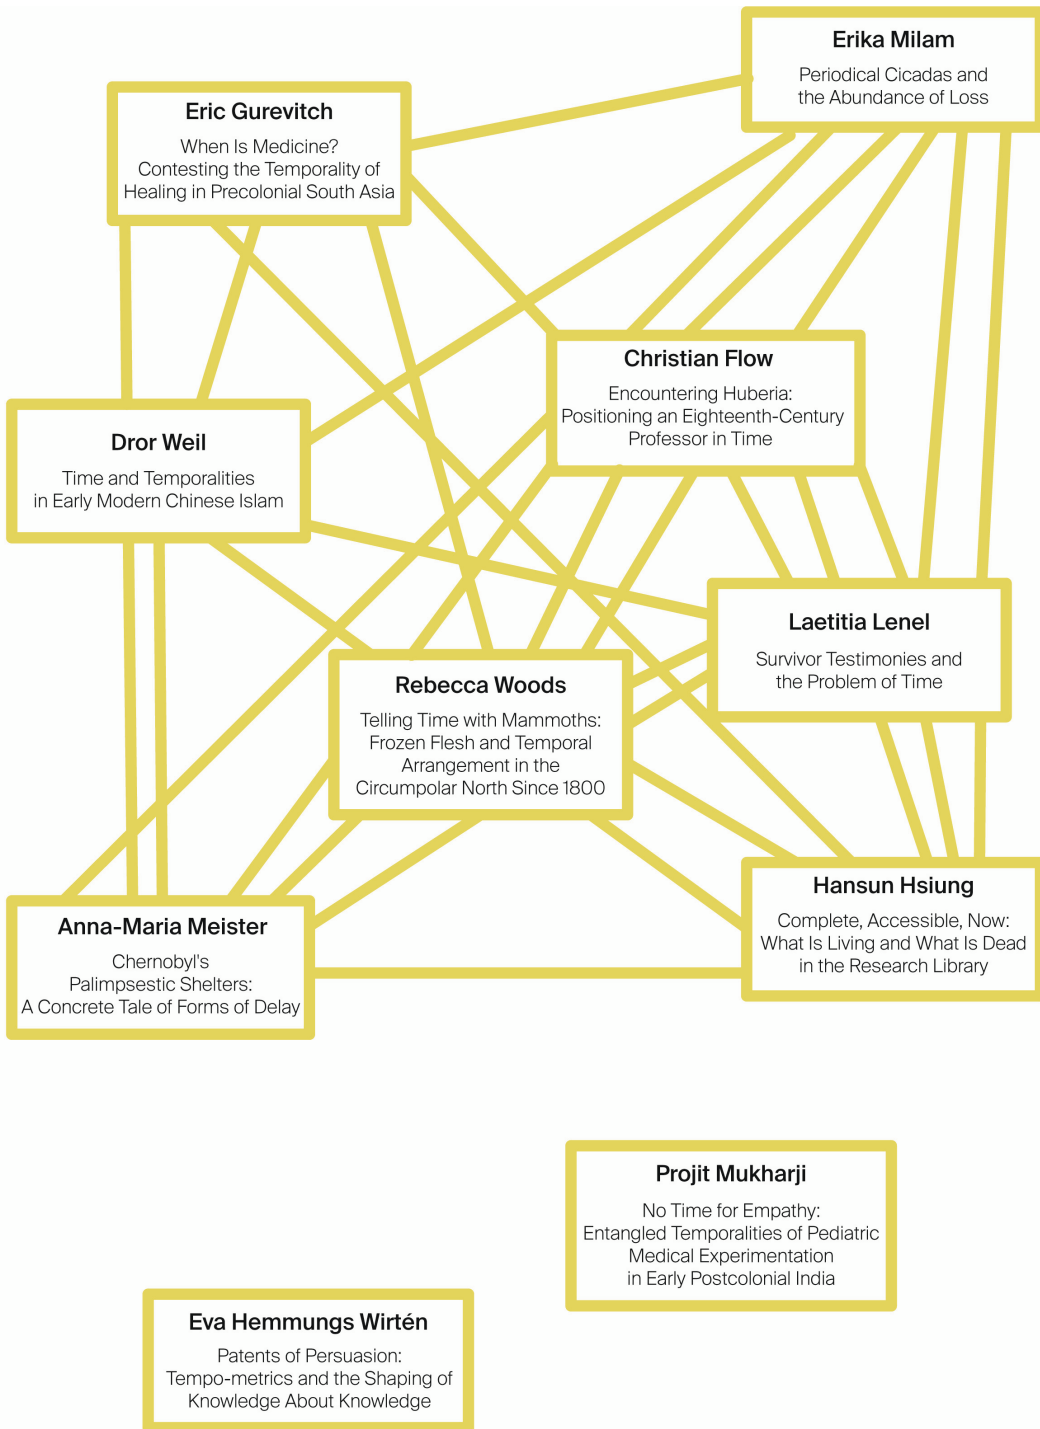 Erika Milam
Periodical Cicadas and
the Abundance of Loss
Eric Gurevitch
When Is Medicine?
Contesting the Temporality of
Healing in Precolonial South Asia
Christian Flow
Encountering Huberia:
Positioning an Eighteenth-Century
Professor in Time
Dror Weil
Time and Temporalities
in Early Modern Chinese Islam
Laetitia Lenel
Survivor Testimonies and
the Problem of Time
Rebecca Woods
Telling Time with Mammoths:
Frozen Flesh and Temporal
Arrangement in the
Circumpolar North Since 1800
Hansun Hsiung
Complete, Accessible, Now:
What Is Living and What Is Dead
in the Research Library
Anna-Maria Meister
Chernobyl's
Palimpsestic Shelters:
A Concrete Tale of Forms of Delay
Projit Mukharji
No Time for Empathy:
Entangled Temporalities of Pediatric
Medical Experimentation
in Early Postcolonial India
Eva Hemmungs Wirtén
Patents of Persuasion:
Tempo-metrics and the Shaping of
Knowledge About Knowledge